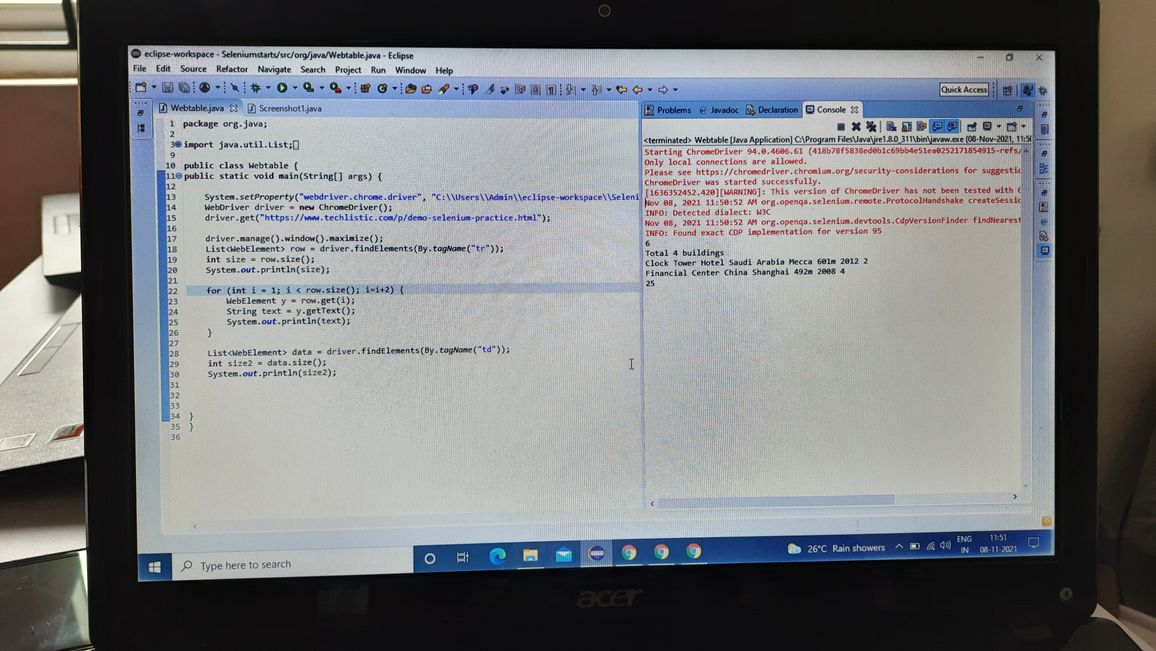 eclipse-workspace - Seleniumstarts/src/org/java/Webtable.java - Eclipse
File Edit Source Refactor Navigate Search Project Run Window Help
Quick Access
Webtable.java
Screenshot1.java
1 package org.java;
2
3 import java.util.List;
9
10 public class Webtable {
11 public static void main(String[] args) {
12
13 System.setProperty("webdriver.chrome.driver", "C:\\Users\\Admin\\eclipse-workspace\\Seleni
14 WebDriver driver = new ChromeDriver();
15 driver.get("https://www.techlistic.com/p/demo-selenium-practice.html");
16
17 driver.manage().window().maximize();
18 List<WebElement> row = driver.findElements(By.tagName("tr"));
19 int size = row.size();
20 System.out.println(size);
21
22 for (int i = 1; i < row.size(); i=i+2) {
23 WebElement y = row.get(i);
24 String text = y.getText();
25 System.out.println(text);
26 }
27
28 List<WebElement> data = driver.findElements(By.tagName("td"));
29 int size2 = data.size();
30 System.out.println(size2);
31
32
33
34 }
35 }
36
Problems Javadoc Declaration Console
<terminated> Webtable [Java Application] C:\Program Files\Java\jre1.8.0_311\bin\javaw.exe (08-Nov-2021, 11:50
Starting ChromeDriver 94.0.4606.61 (418b78f5838ed0b1c69bb4e51ea0252171854915-refs/
Only local connections are allowed.
Please see https://chromedriver.chromium.org/security-considerations for suggestio
ChromeDriver was started successfully.
[1636352452.420][WARNING]: This version of ChromeDriver has not been tested with C
Nov 08, 2021 11:50:52 AM org.openqa.selenium.remote.ProtocolHandshake createSessio
INFO: Detected dialect: W3C
Nov 08, 2021 11:50:52 AM org.openqa.selenium.devtools.CdpVersionFinder findNearest
INFO: Found exact CDP implementation for version 95
6
Total 4 buildings
Clock Tower Hotel Saudi Arabia Mecca 601m 2012 2
Financial Center China Shanghai 492m 2008 4
25
Type here to search
26°C Rain showers
ENG
IN
11:51
08-11-2021
acer